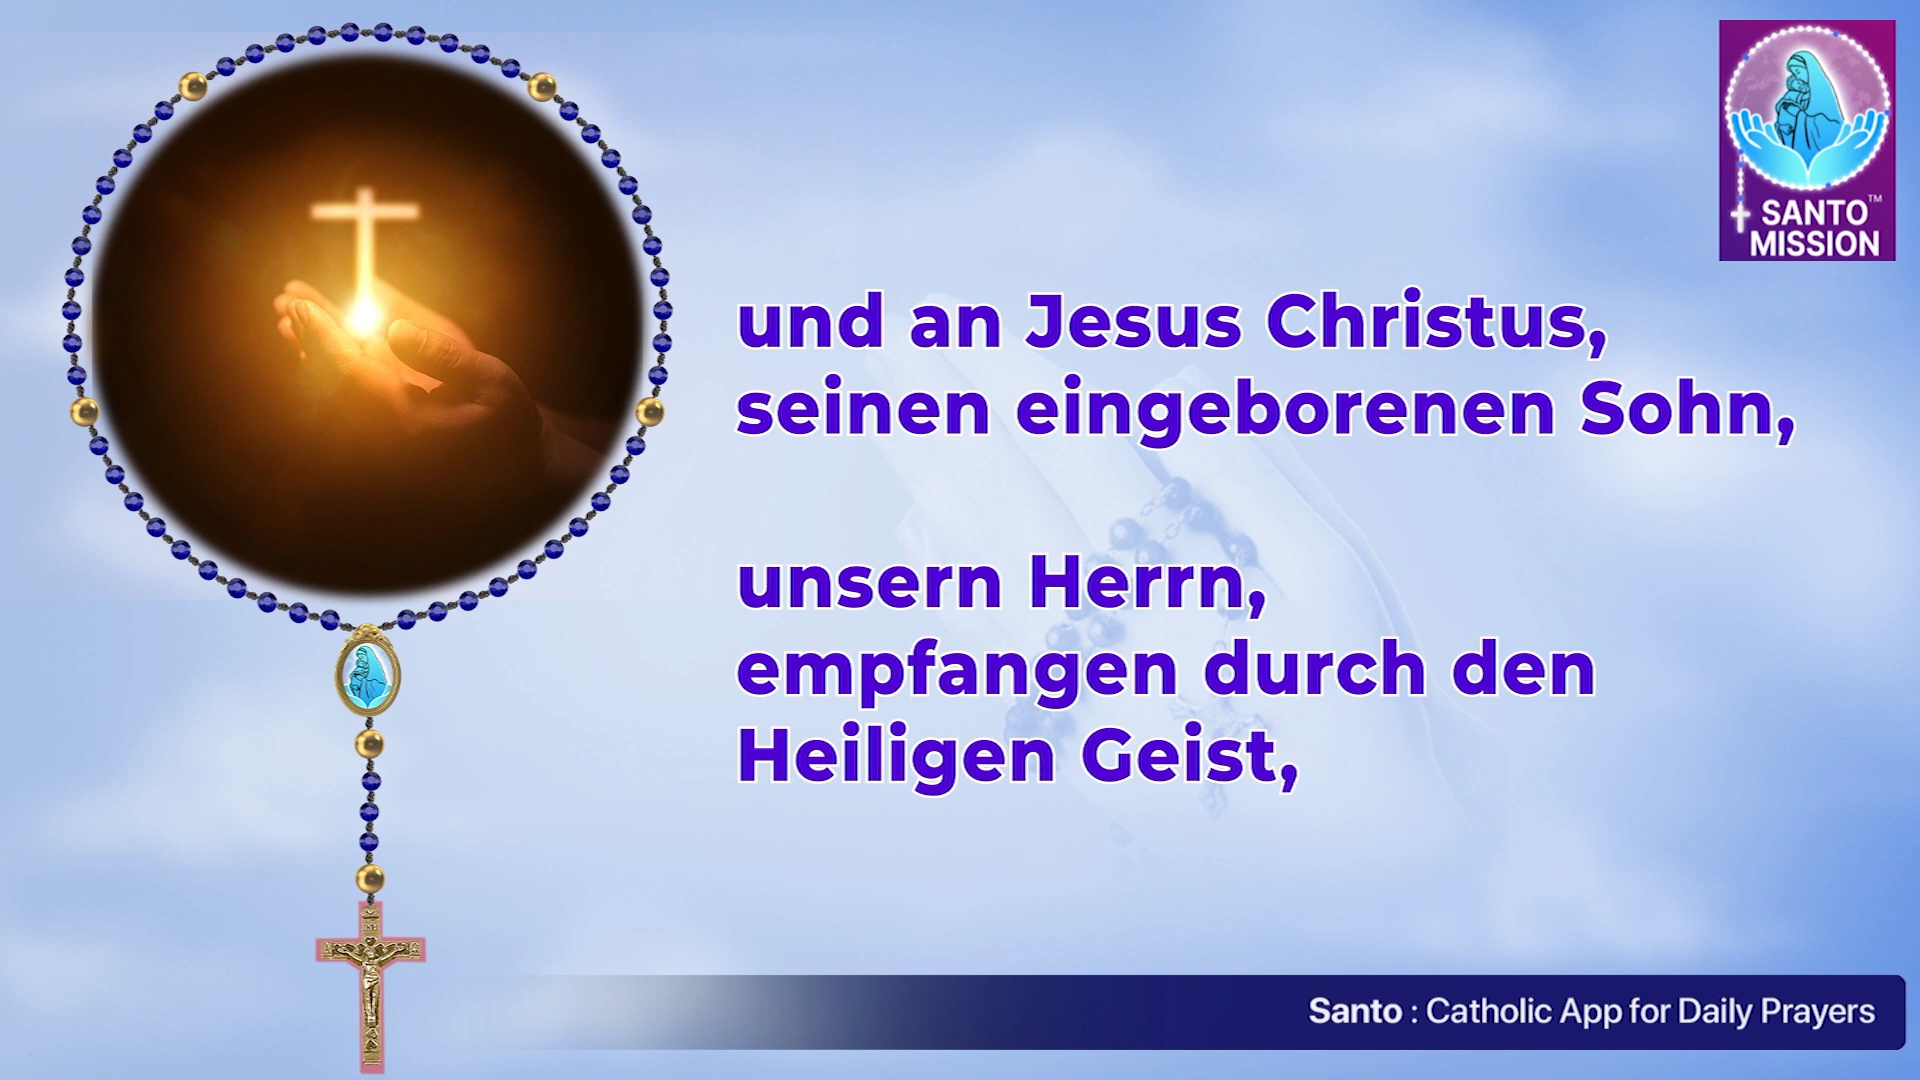 SANTO™
MISSION
und an Jesus Christus,
seinen eingeborenen Sohn,
unsern Herrn,
empfangen durch den
Heiligen Geist,
Santo : Catholic App for Daily Prayers